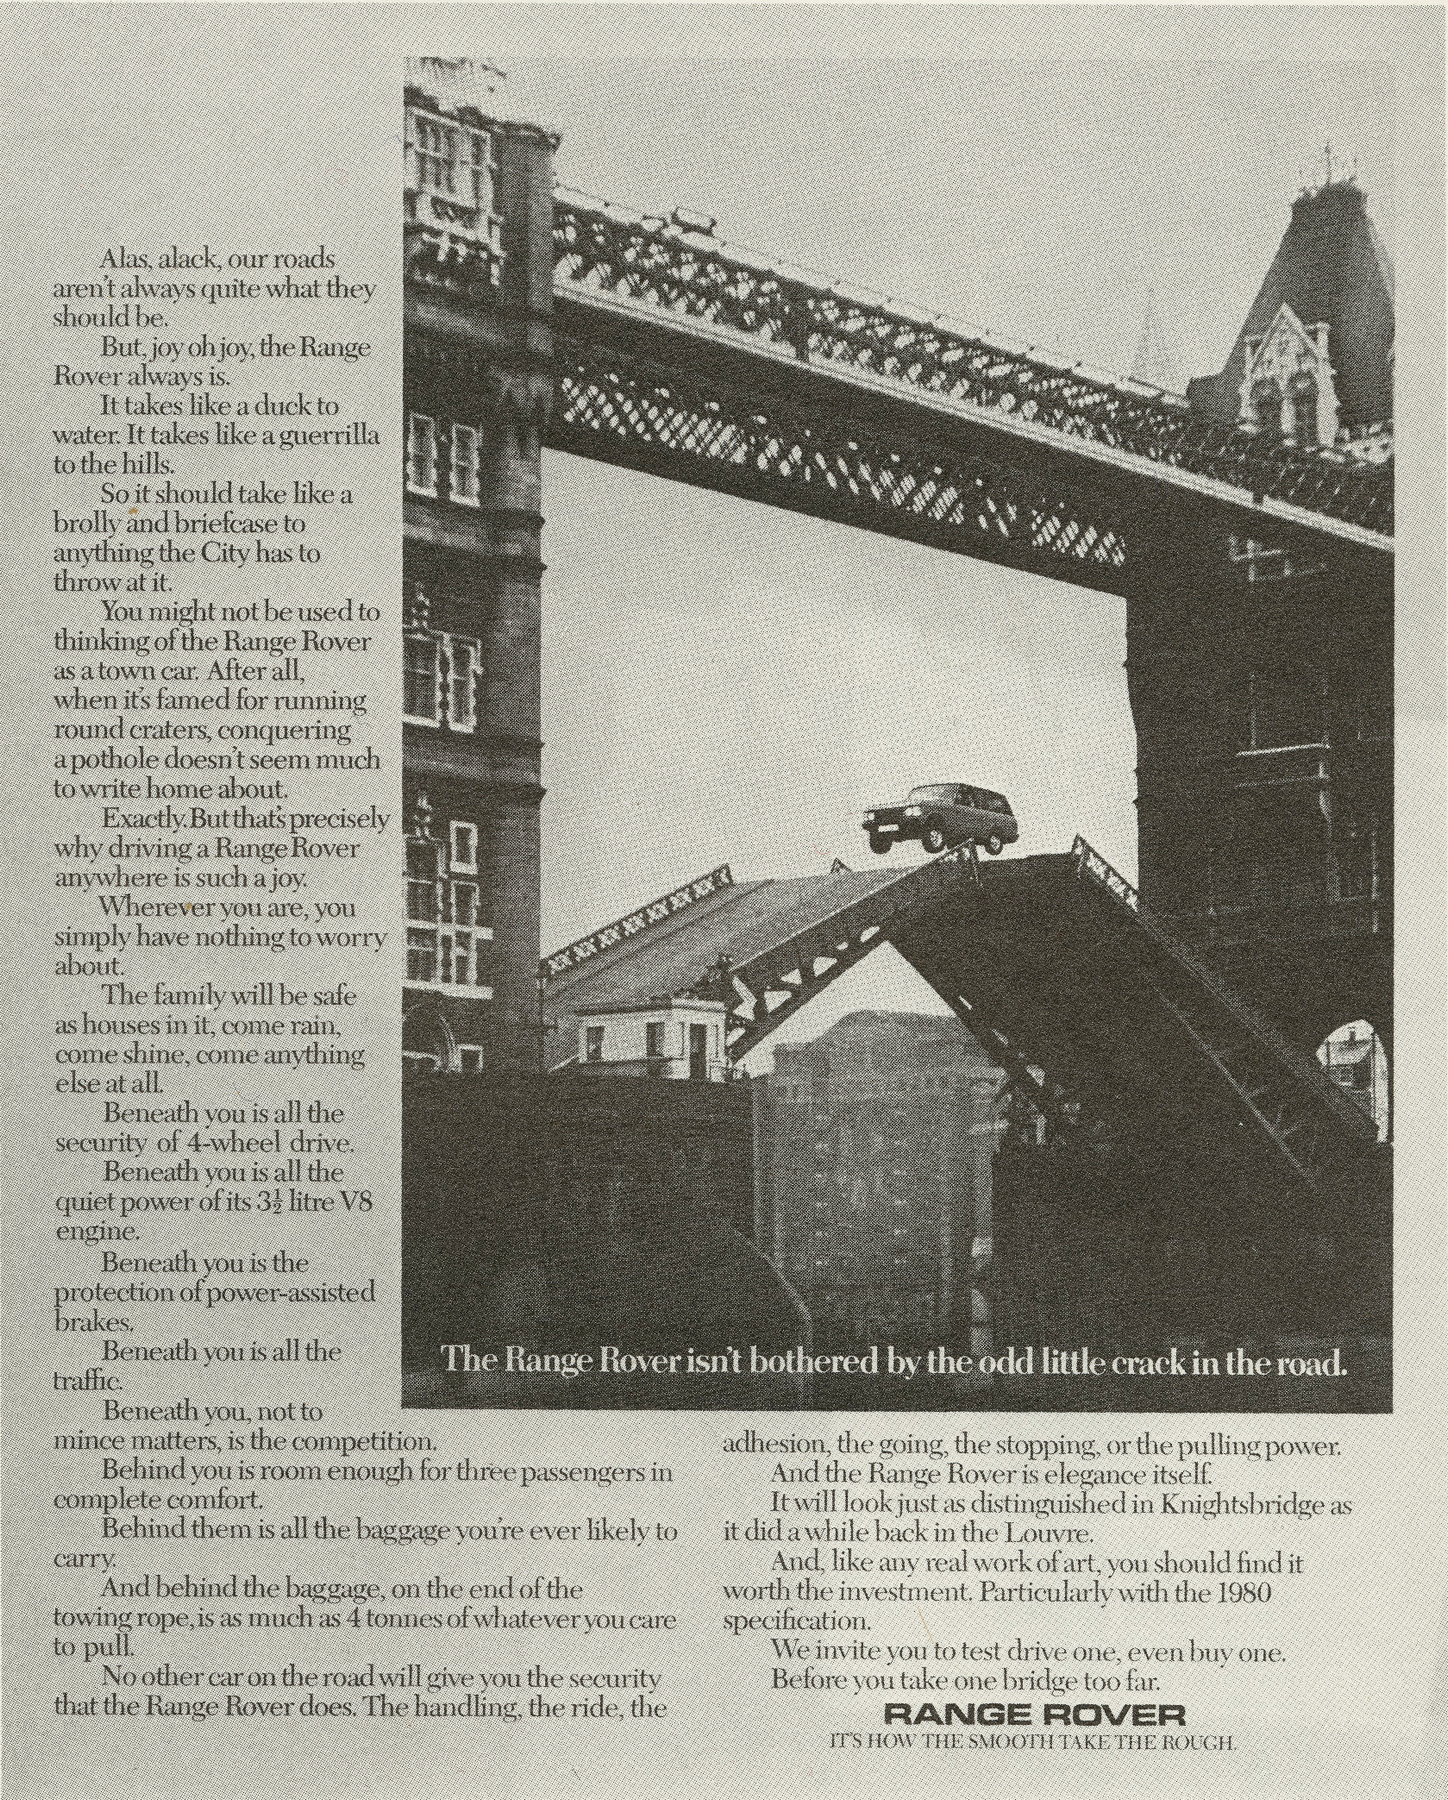 Alas, alack, our roads
aren't always quite what they
should be.
But, joy oh joy, the Range
Rover always is.
It takes like a duck to
water. It takes like a guerrilla
to the hills.
So it should take like a
brolly and briefcase to
anything the City has to
throw at it.
You might not be used to
thinking of the Range Rover
as a town car. After all,
when it's famed for running
round craters, conquering
a pothole doesn't seem much
to write home about.
Exactly. But that's precisely
why driving a Range Rover
anywhere is such a joy.
Wherever you are, you
simply have nothing to worry
about.
The family will be safe
as houses in it, come rain,
come shine, come anything
else at all.
Beneath you is all the
security of 4-wheel drive.
Beneath you is all the
quiet power of its 3½ litre V8
engine.
Beneath you is the
protection of power-assisted
brakes.
Beneath you is all the
traffic.
Beneath you, not to
mince matters, is the competition.
Behind you is room enough for three passengers in
complete comfort.
Behind them is all the baggage you're ever likely to
carry.
And behind the baggage, on the end of the
towing rope, is as much as 4 tonnes of whatever you care
to pull.
No other car on the road will give you the security
that the Range Rover does. The handling, the ride, the
The Range Rover isn't bothered by the odd little crack in the road.
adhesion, the going, the stopping, or the pulling power.
And the Range Rover is elegance itself.
It will look just as distinguished in Knightsbridge as
it did a while back in the Louvre.
And, like any real work of art, you should find it
worth the investment. Particularly with the 1980
specification.
We invite you to test drive one, even buy one.
Before you take one bridge too far.
RANGE ROVER
IT'S HOW THE SMOOTH TAKE THE ROUGH.